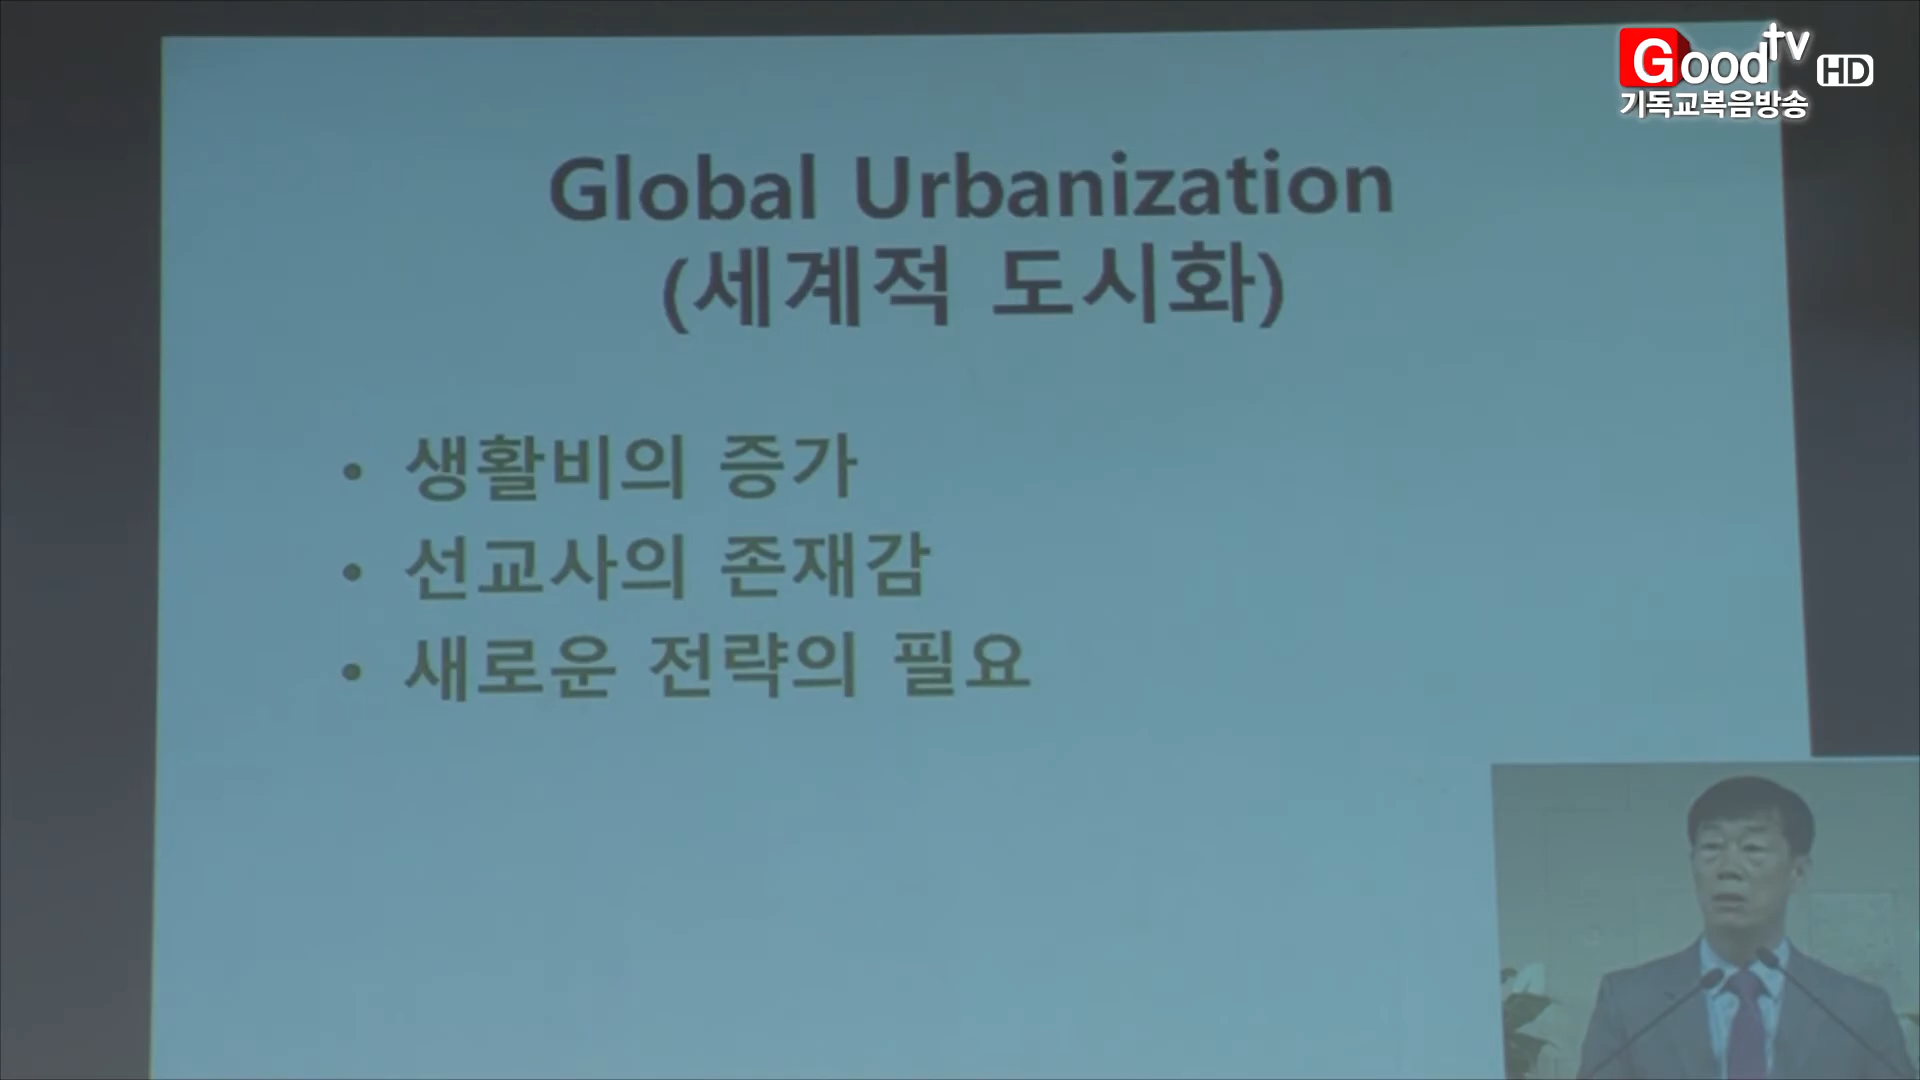 Good tv HD
기독교복음방송
Global Urbanization
(세계적 도시화)
• 생활비의 증가
• 선교사의 존재감
• 새로운 전략의 필요